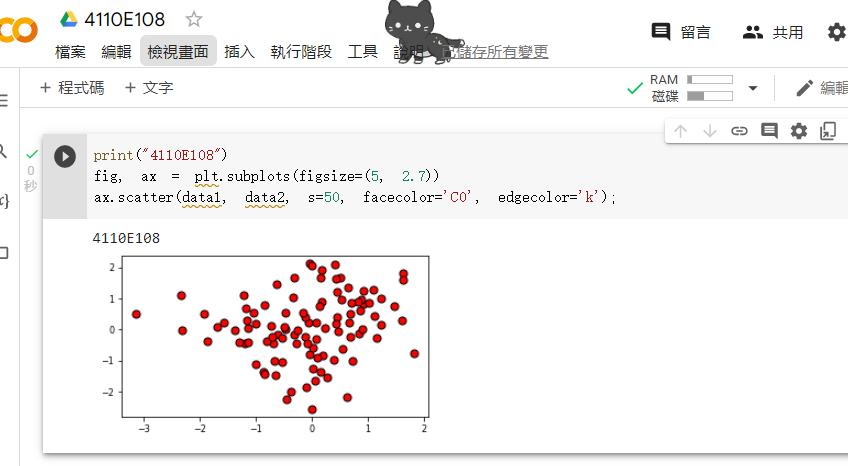 CO 4110E108
留言 共用
檔案 編輯 檢視畫面 插入 執行階段 工具 說明 已儲存所有變更
+ 程式碼 + 文字 RAM 磁碟 編輯
0 秒
{x}
print("4110E108")
fig, ax = plt.subplots(figsize=(5, 2.7))
ax.scatter(data1, data2, s=50, facecolor='C0', edgecolor='k');
4110E108
2
1
0
−1
−2
−3 −2 −1 0 1 2